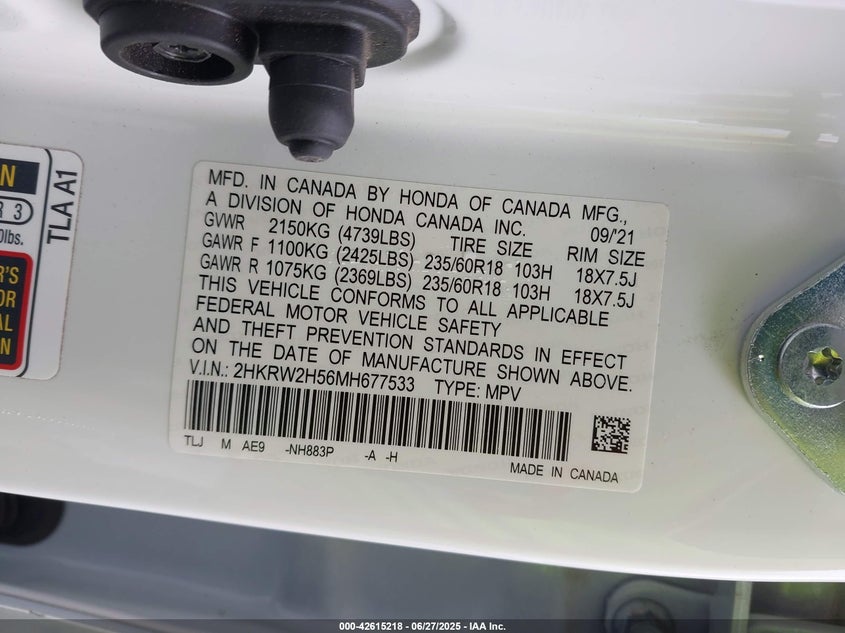 MFD. IN CANADA BY HONDA OF CANADA MFG.,
A DIVISION OF HONDA CANADA INC. 09/21
GVWR 2150KG (4739LBS) TIRE SIZE RIM SIZE
GAWR F 1100KG (2425LBS) 235/60R18 103H 18X7.5J
GAWR R 1075KG (2369LBS) 235/60R18 103H 18X7.5J
THIS VEHICLE CONFORMS TO ALL APPLICABLE
FEDERAL MOTOR VEHICLE SAFETY
AND THEFT PREVENTION STANDARDS IN EFFECT
ON THE DATE OF MANUFACTURE SHOWN ABOVE.
V.I.N.: 2HKRW2H56MH677533 TYPE: MPV
TLJ M AE9 -NH883P -A -H
MADE IN CANADA
TLA A1
N
R 3
0lbs.
R'S
OR
AL
N
000-42615218 - 06/27/2025 - IAA Inc.